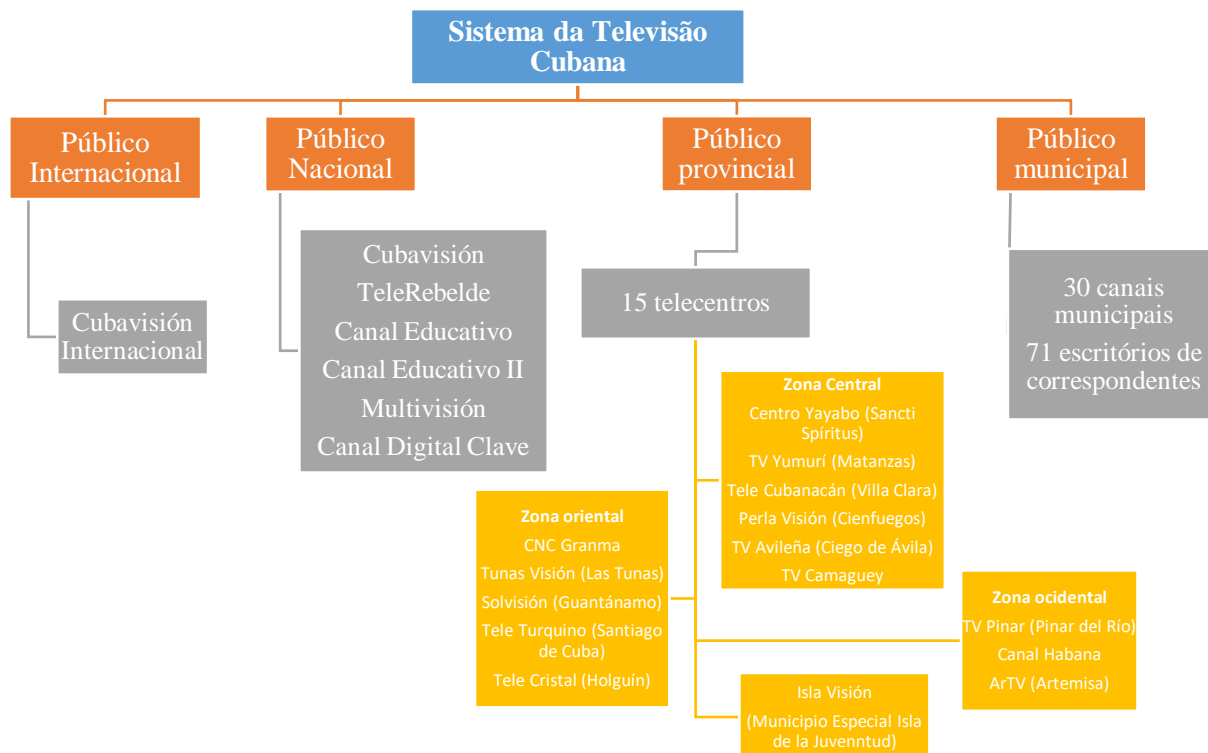 Sistema da Televisão
Cubana
Público
Internacional
Público
Nacional
Público
provincial
Público
municipal
Cubavisión
Internacional
Cubavisión
TeleRebelde
Canal Educativo
Canal Educativo II
Multivisión
Canal Digital Clave
15 telecentros
30 canais
municipais
71 escritórios de
correspondentes
Zona Central
Centro Yayabo (Sancti
Spíritus)
TV Yumurí (Matanzas)
Tele Cubanacán (Villa Clara)
Perla Visión (Cienfuegos)
TV Avileña (Ciego de Ávila)
TV Camaguey
Zona oriental
CNC Granma
Tunas Visión (Las Tunas)
Solvisión (Guantánamo)
Tele Turquino (Santiago
de Cuba)
Tele Cristal (Holguín)
Zona ocidental
TV Pinar (Pinar del Río)
Canal Habana
ArTV (Artemisa)
Isla Visión
(Municipio Especial Isla
de la Juvenntud)